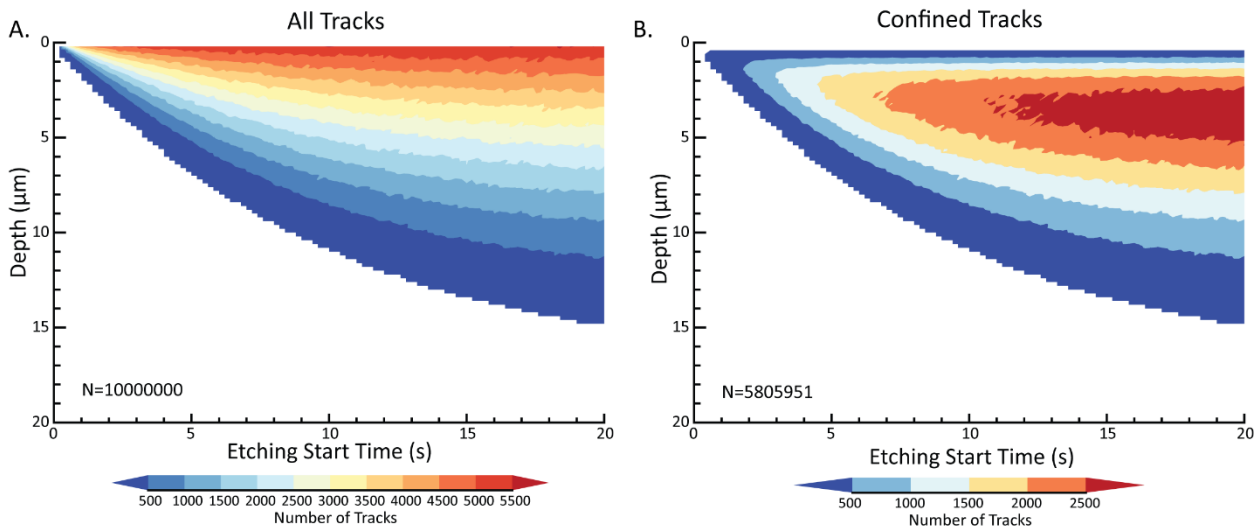 A.
All Tracks
0
5
10
15
20
Depth (µm)
N=10000000
0 5 10 15 20
Etching Start Time (s)
500 1000 1500 2000 2500 3000 3500 4000 4500 5000 5500
Number of Tracks
B.
Confined Tracks
0
5
10
15
20
Depth (µm)
N=5805951
0 5 10 15 20
Etching Start Time (s)
500 1000 1500 2000 2500
Number of Tracks